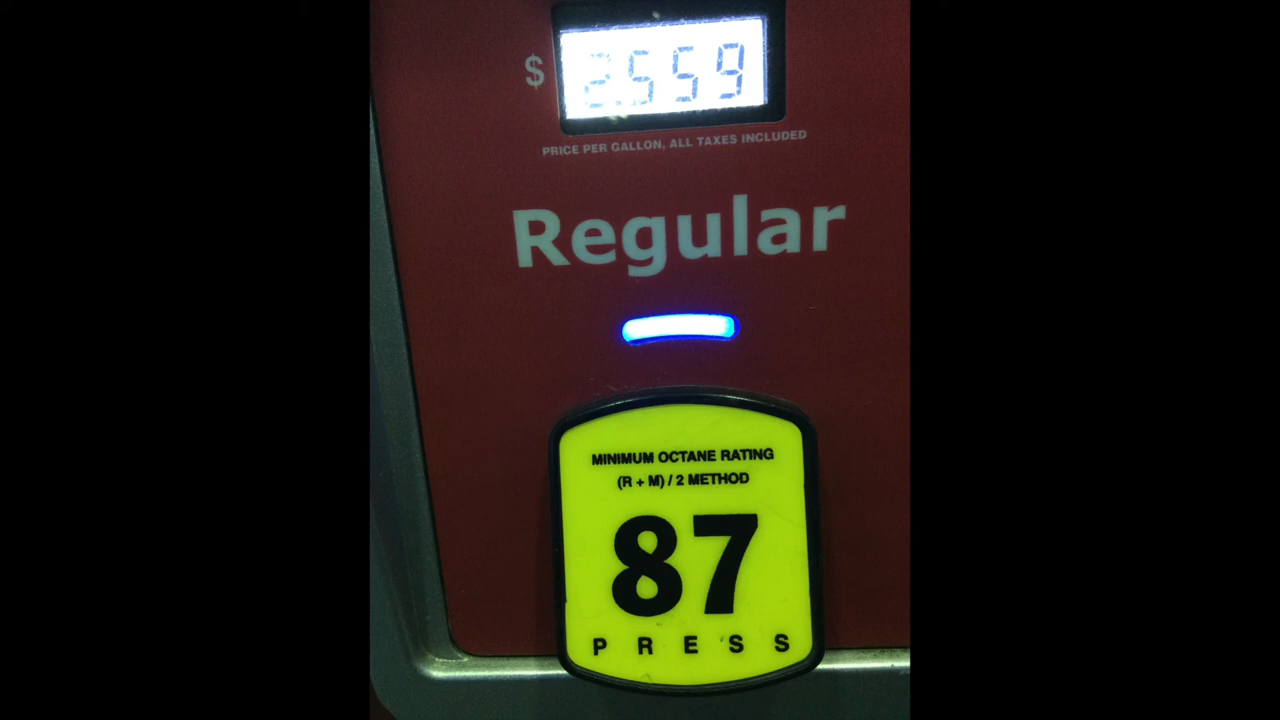 $ 2.559
PRICE PER GALLON, ALL TAXES INCLUDED
Regular
MINIMUM OCTANE RATING
(R + M) / 2 METHOD
87
PRESS